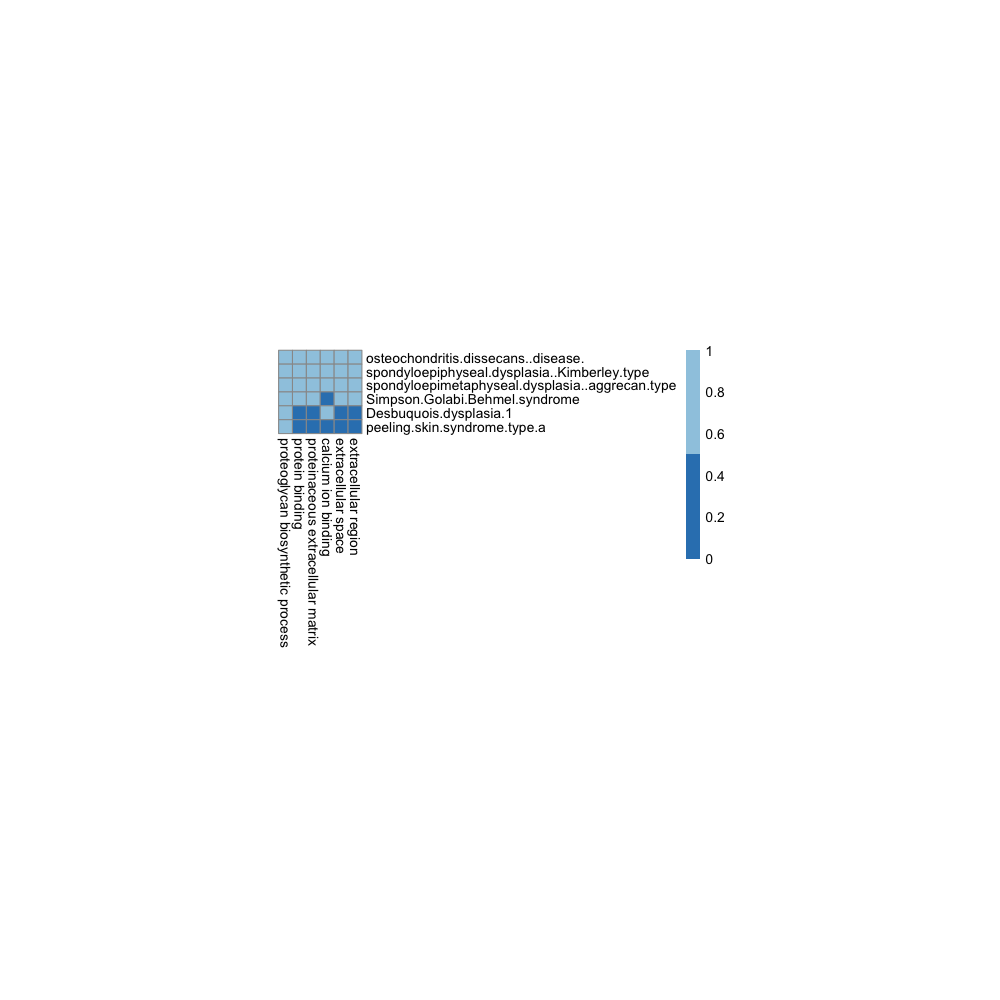 osteochondritis.dissecans..disease.
spondyloepiphyseal.dysplasia..Kimberley.type
spondyloepimetaphyseal.dysplasia..aggrecan.type
Simpson.Golabi.Behmel.syndrome
Desbuquois.dysplasia.1
peeling.skin.syndrome.type.a
proteoglycan biosynthetic process
protein binding
proteinaceous extracellular matrix
calcium ion binding
extracellular space
extracellular region
1
0.8
0.6
0.4
0.2
0